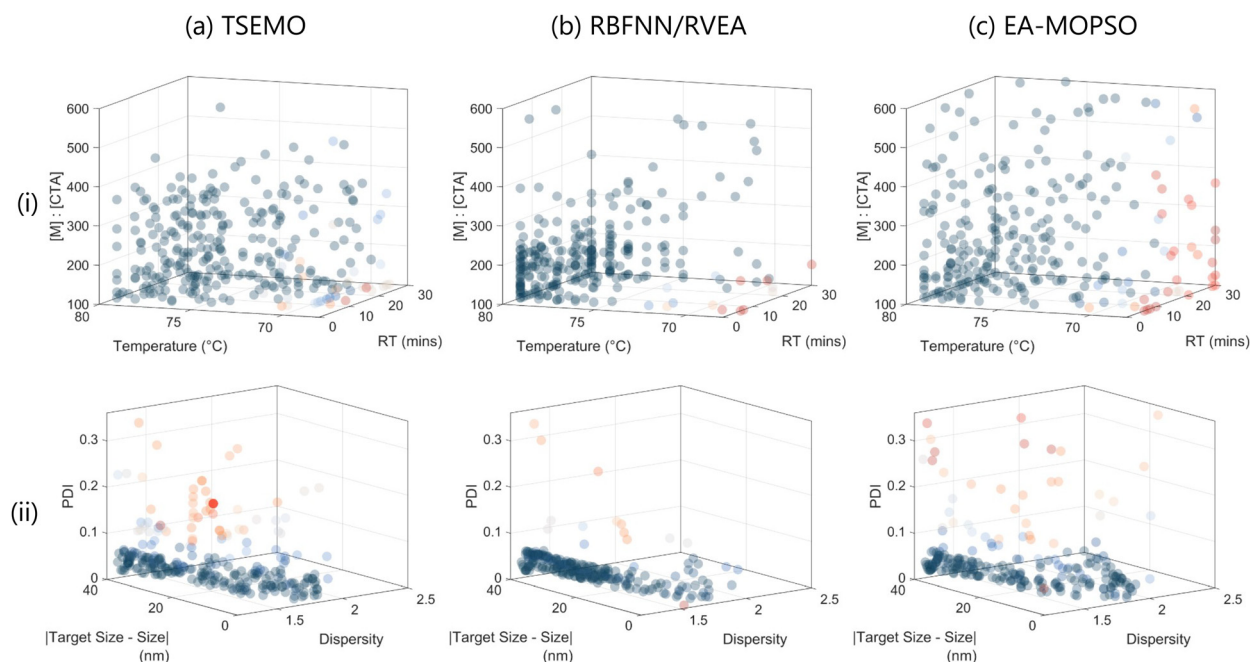 (a) TSEMO
(b) RBFNN/RVEA
(c) EA-MOPSO
(i)
600
500
400
300
200
100
[M] : [CTA]
80
75
70
Temperature (°C)
0
10
20
30
RT (mins)
600
500
400
300
200
100
[M] : [CTA]
80
75
70
Temperature (°C)
0
10
20
30
RT (mins)
600
500
400
300
200
100
[M] : [CTA]
80
75
70
Temperature (°C)
0
10
20
30
RT (mins)
(ii)
0.3
0.2
0.1
0
PDI
40
20
0
|Target Size - Size|
(nm)
1.5
2
2.5
Dispersity
0.3
0.2
0.1
0
PDI
40
20
0
|Target Size - Size|
(nm)
1.5
2
2.5
Dispersity
0.3
0.2
0.1
0
PDI
40
20
0
|Target Size - Size|
(nm)
1.5
2
2.5
Dispersity